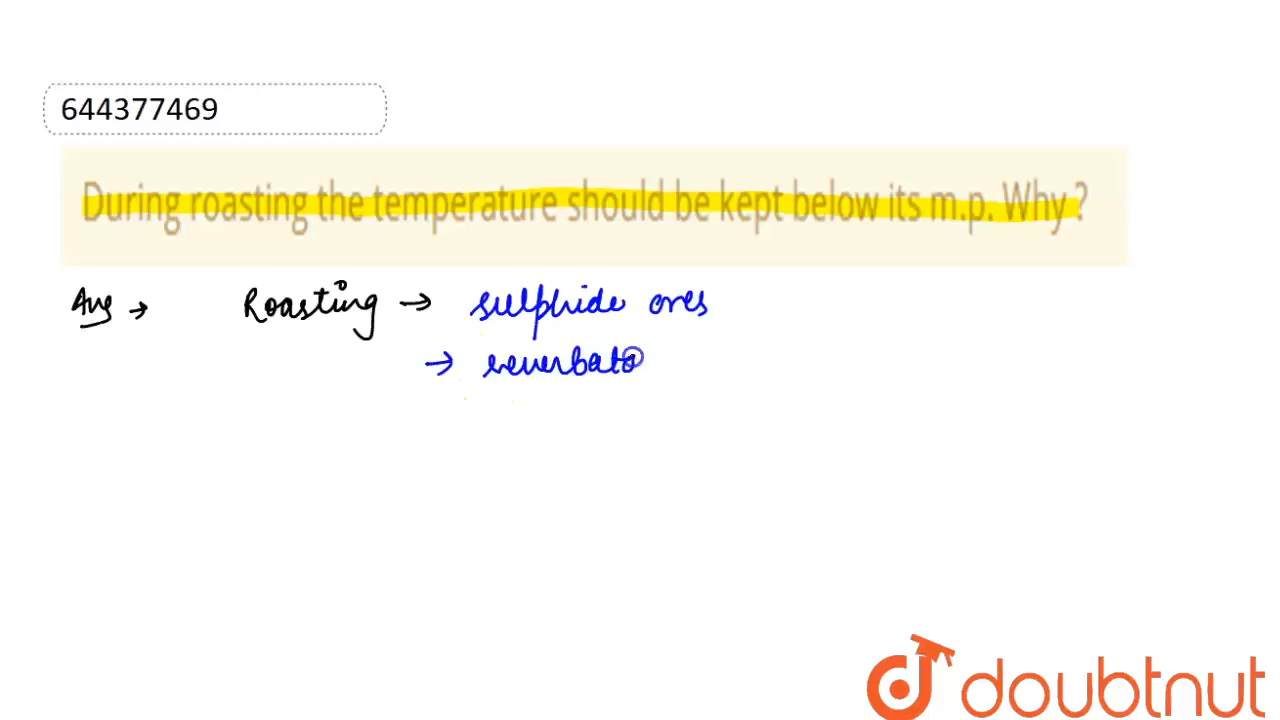 644377469
During roasting the temperature should be kept below its m.p. Why ?
Ans → Roasting → sulphide ores
→ reverbato
doubtnut